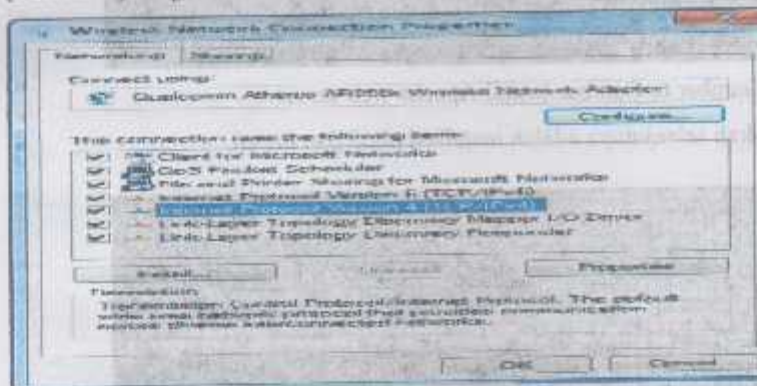 Wireless Network Connection Properties
Networking Sharing
Connect using:
Qualcomm Atheros Wireless Network Adapter
Configure...
This connection uses the following items:
Client for Microsoft Networks
QoS Packet Scheduler
File and Printer Sharing for Microsoft Networks
Internet Protocol Version 6 (TCP/IPv6)
Internet Protocol Version 4 (TCP/IPv4)
Link-Layer Topology Discovery Mapper I/O Driver
Link-Layer Topology Discovery Responder
Install... Uninstall Properties
Description
Transmission Control Protocol/Internet Protocol. The default
wide area network protocol that provides communication
across diverse interconnected networks.
OK Cancel